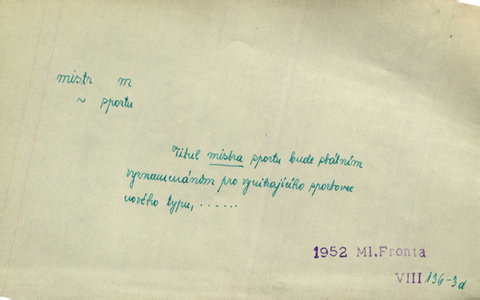 mistr m
~ sportu
Titul mistra sportu bude státním
vyznamenáním pro vynikajícího sportovce
nového typu, ......
1952 Ml.Fronta
VIII 136-3d